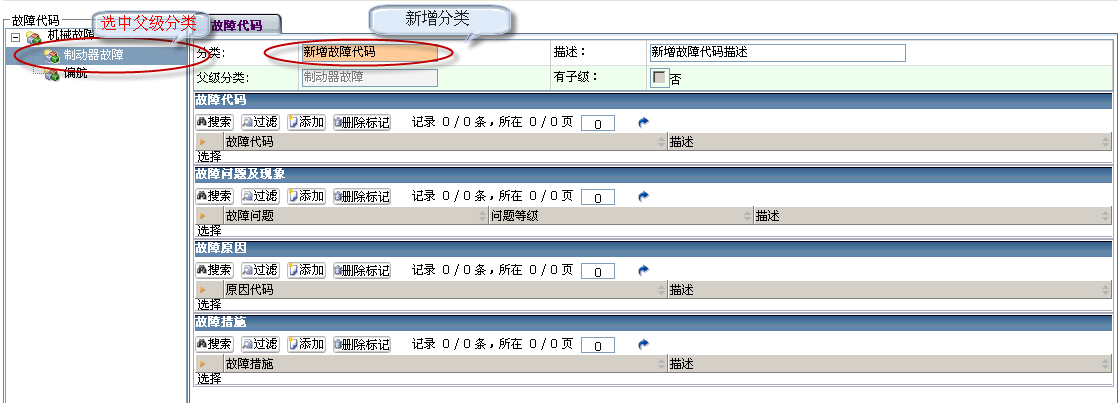 故障代码
机械故障
制动器故障
偏航
选中父级分类
新增分类
故障代码
分类: 新增故障代码 描述: 新增故障代码描述
父级分类: 制动器故障 有子级: 否
故障代码
搜索 过滤 添加 删除标记 记录 0 / 0 条,所在 0 / 0 页 0
故障代码 描述
选择
故障问题及现象
搜索 过滤 添加 删除标记 记录 0 / 0 条,所在 0 / 0 页 0
故障问题 问题等级 描述
选择
故障原因
搜索 过滤 添加 删除标记 记录 0 / 0 条,所在 0 / 0 页 0
原因代码 描述
选择
故障措施
搜索 过滤 添加 删除标记 记录 0 / 0 条,所在 0 / 0 页 0
故障措施 描述
选择